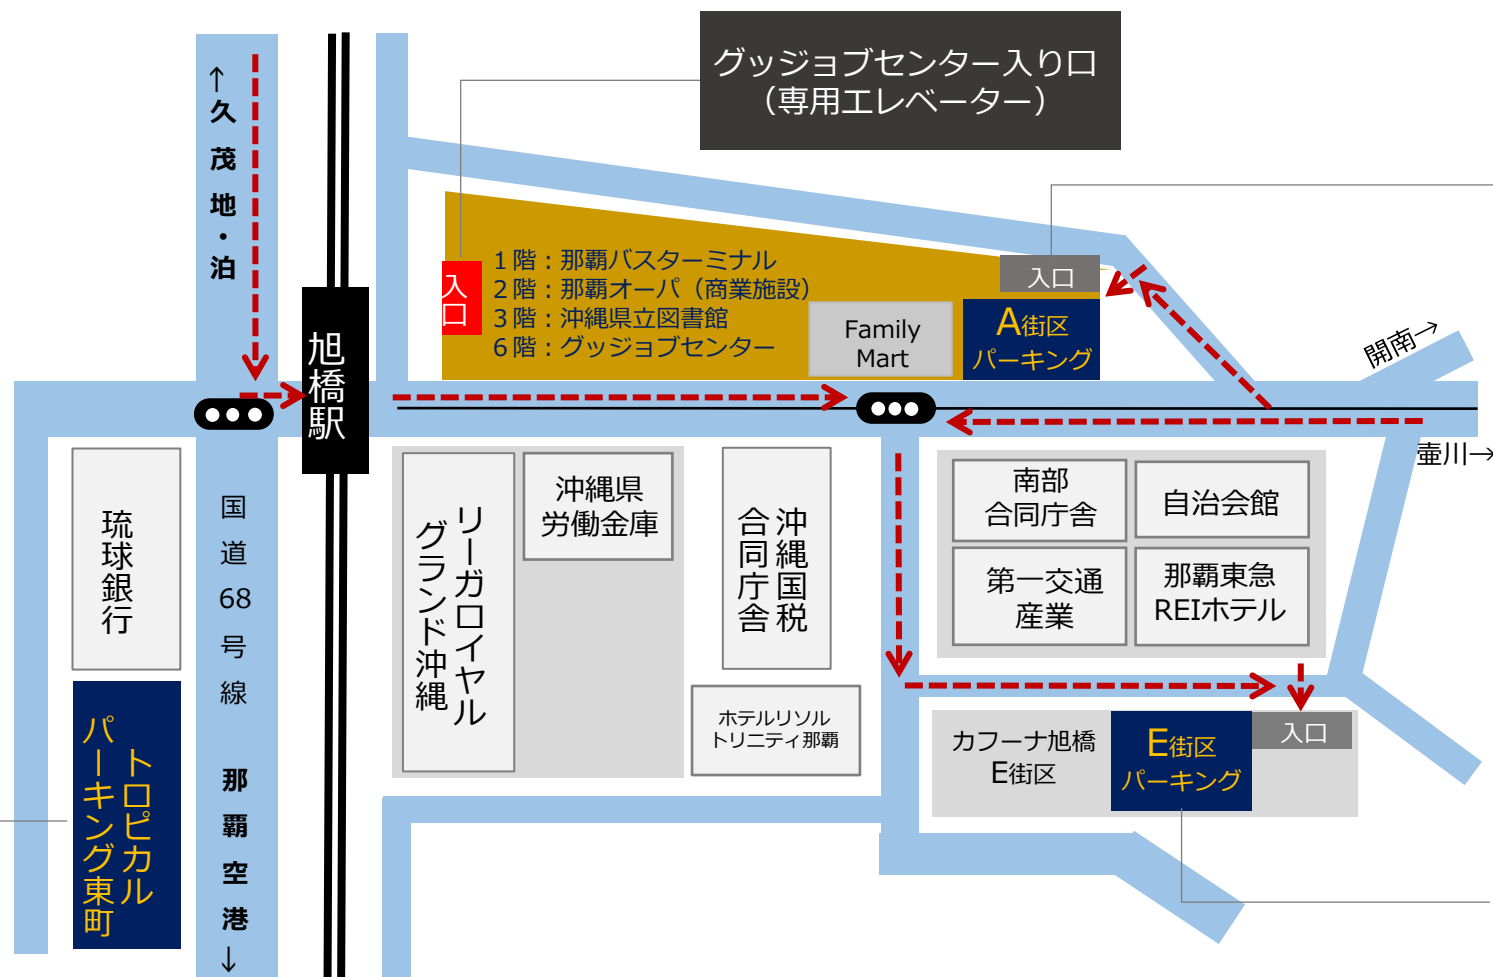 グッジョブセンター入り口
（専用エレベーター）
↑久茂地・泊
入口
1階：那覇バスターミナル
2階：那覇オーパ（商業施設）
3階：沖縄県立図書館
6階：グッジョブセンター
Family
Mart
入口
A街区
パーキング
開南→
旭橋駅
壷川→
琉球銀行
国道68号線
リーガロイヤル
グランド沖縄
沖縄県
労働金庫
沖縄国税
合同庁舎
南部
合同庁舎
自治会館
第一交通
産業
那覇東急
REIホテル
ホテルリソル
トリニティ那覇
カフーナ旭橋
E街区
E街区
パーキング
入口
トロピカル
パーキング東町
那覇空港↓